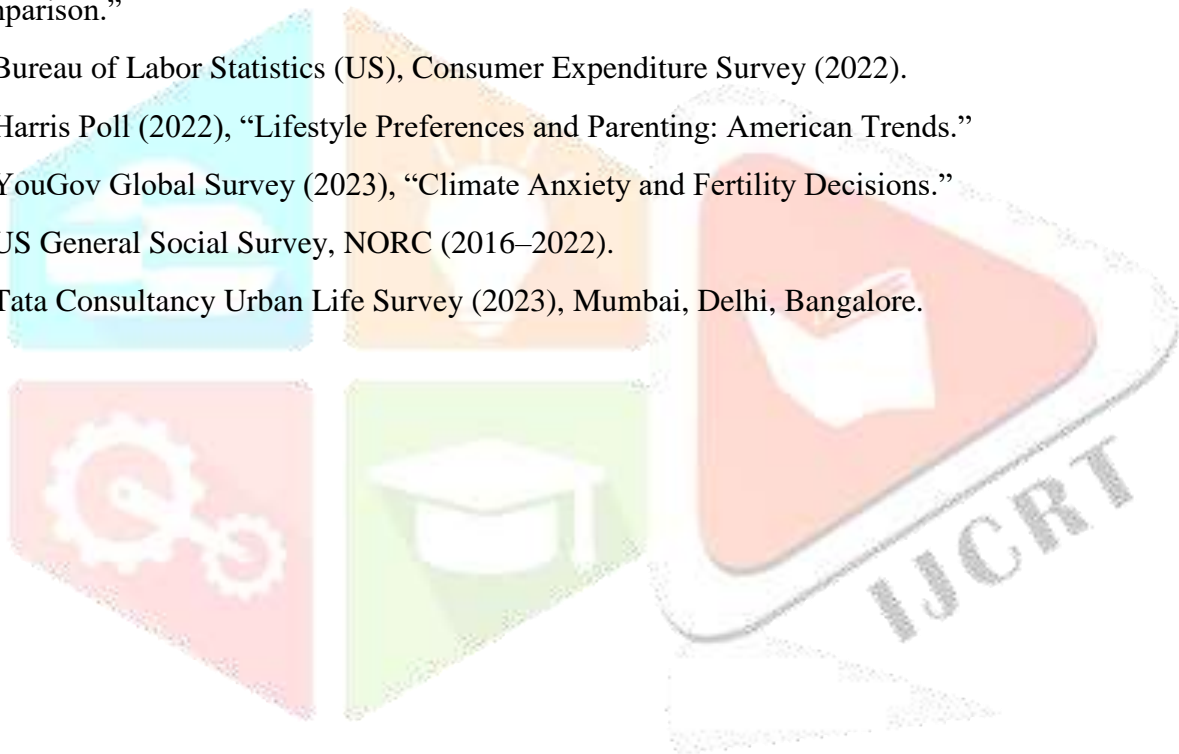 nparison.”
Bureau of Labor Statistics (US), Consumer Expenditure Survey (2022).
Harris Poll (2022), “Lifestyle Preferences and Parenting: American Trends.”
YouGov Global Survey (2023), “Climate Anxiety and Fertility Decisions.”
US General Social Survey, NORC (2016–2022).
Tata Consultancy Urban Life Survey (2023), Mumbai, Delhi, Bangalore.
IJCRT